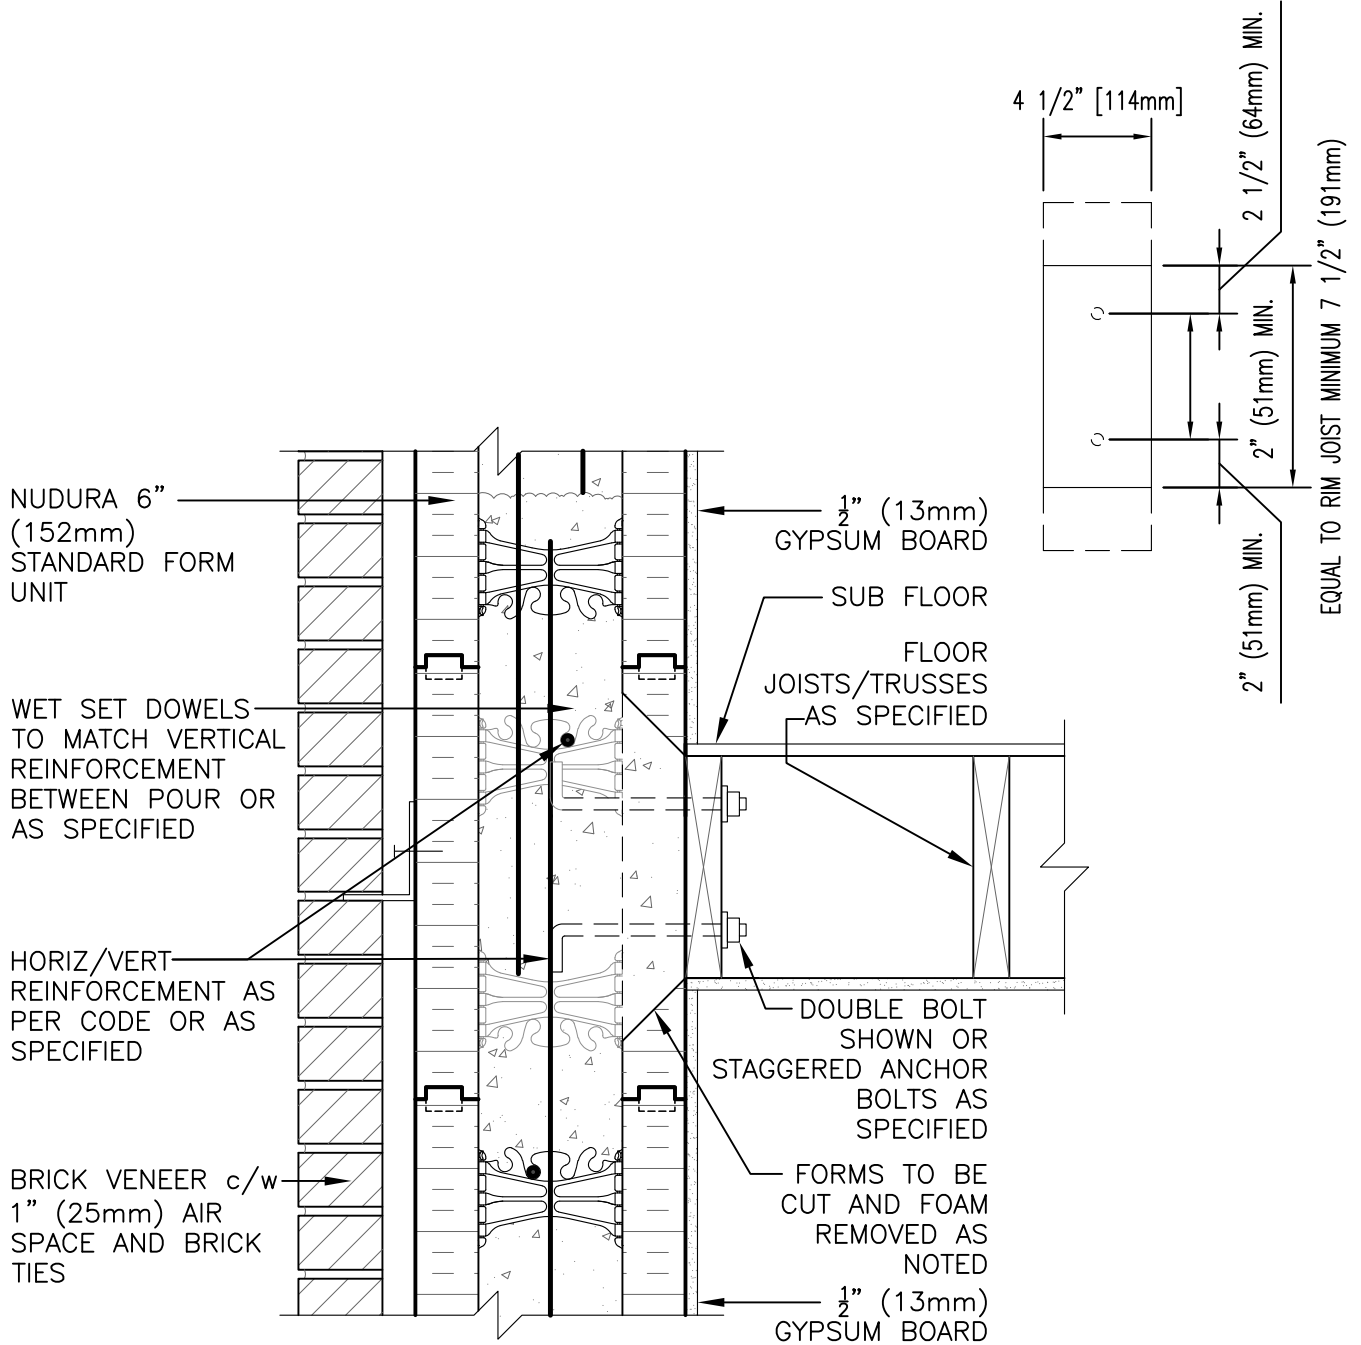 4 1/2" [114mm]
2 1/2" (64mm) MIN.
2" (51mm) MIN.
2" (51mm) MIN.
EQUAL TO RIM JOIST MINIMUM 7 1/2" (191mm)
NUDURA 6"
(152mm)
STANDARD FORM
UNIT
WET SET DOWELS
TO MATCH VERTICAL
REINFORCEMENT
BETWEEN POUR OR
AS SPECIFIED
HORIZ/VERT
REINFORCEMENT AS
PER CODE OR AS
SPECIFIED
BRICK VENEER c/w
1" (25mm) AIR
SPACE AND BRICK
TIES
1/2" (13mm)
GYPSUM BOARD
SUB FLOOR
FLOOR
JOISTS/TRUSSES
AS SPECIFIED
DOUBLE BOLT
SHOWN OR
STAGGERED ANCHOR
BOLTS AS
SPECIFIED
FORMS TO BE
CUT AND FOAM
REMOVED AS
NOTED
1/2" (13mm)
GYPSUM BOARD